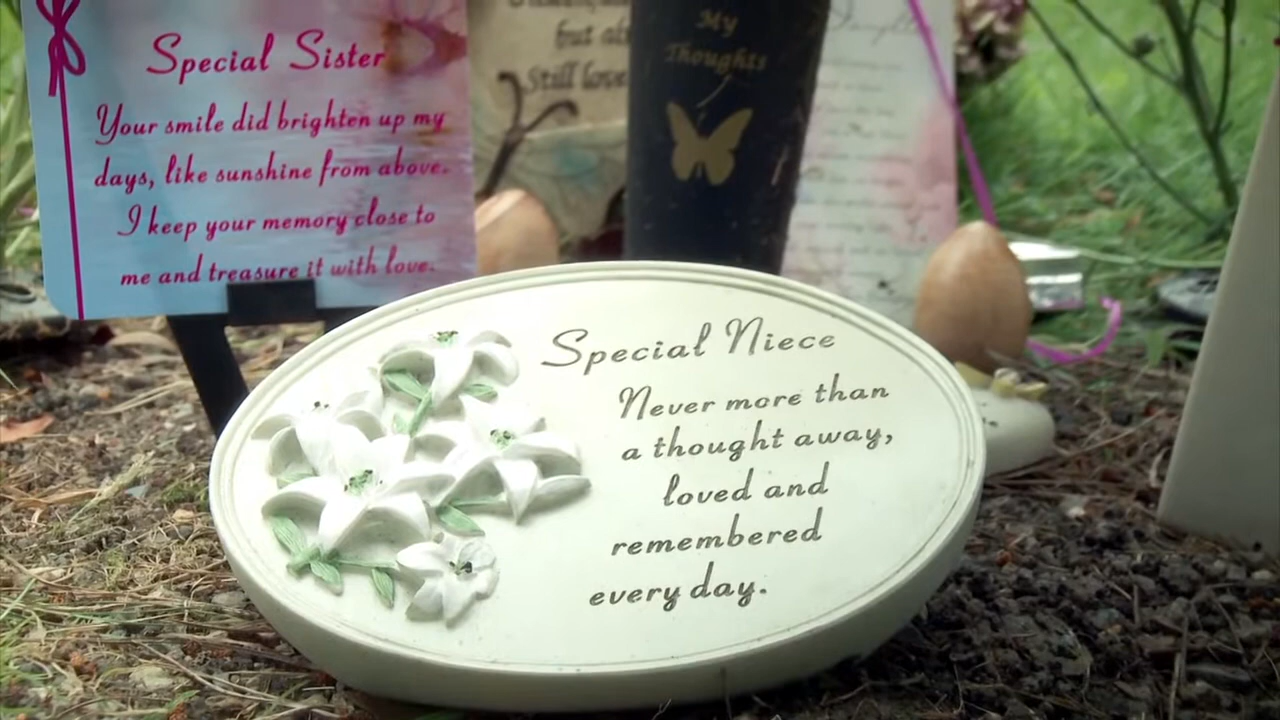 Special Sister
Your smile did brighten up my
days, like sunshine from above.
I keep your memory close to
me and treasure it with love.
but
Still love
My
Thoughts
Special Niece
Never more than
a thought away,
loved and
remembered
every day.